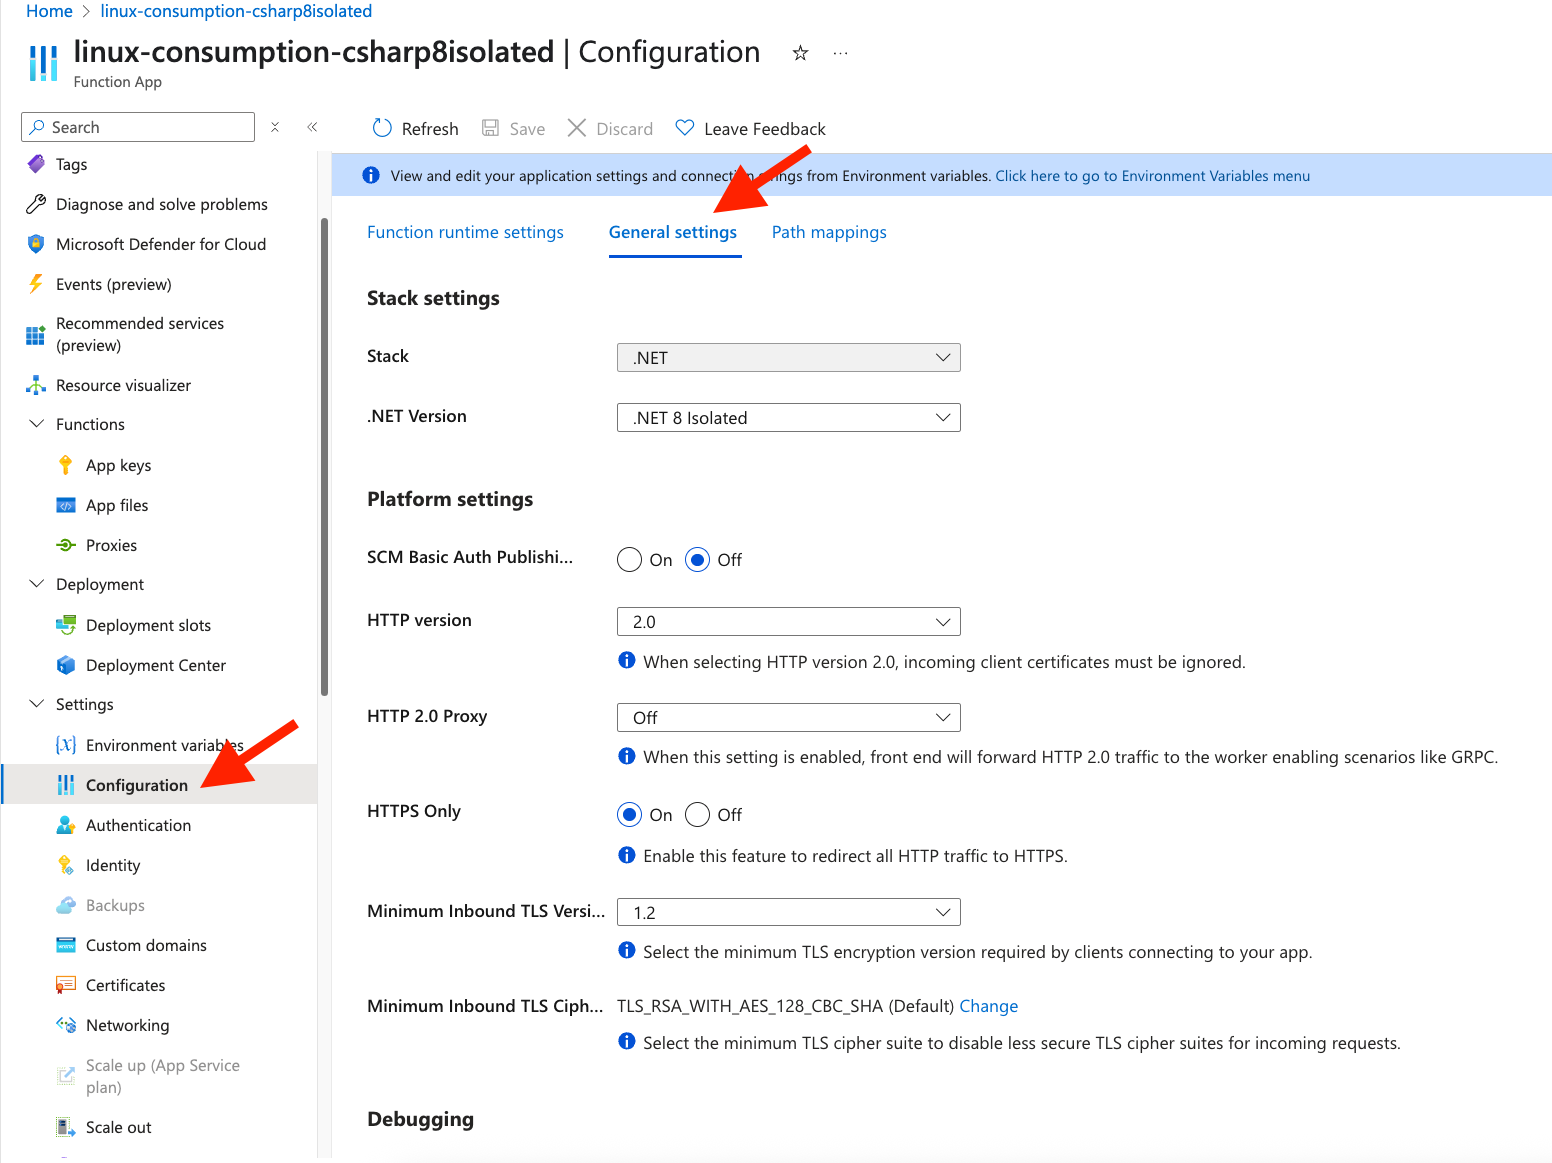 Home > linux-consumption-csharp8isolated
linux-consumption-csharp8isolated | Configuration
Function App
Search
Refresh Save Discard Leave Feedback
Tags
Diagnose and solve problems
Microsoft Defender for Cloud
Events (preview)
Recommended services
(preview)
Resource visualizer
Functions
App keys
App files
Proxies
Deployment
Deployment slots
Deployment Center
Settings
Environment variables
Configuration
Authentication
Identity
Backups
Custom domains
Certificates
Networking
Scale up (App Service
plan)
Scale out
View and edit your application settings and connection strings from Environment variables. Click here to go to Environment Variables menu
Function runtime settings General settings Path mappings
Stack settings
Stack .NET
.NET Version .NET 8 Isolated
Platform settings
SCM Basic Auth Publishi... On Off
HTTP version 2.0
When selecting HTTP version 2.0, incoming client certificates must be ignored.
HTTP 2.0 Proxy Off
When this setting is enabled, front end will forward HTTP 2.0 traffic to the worker enabling scenarios like GRPC.
HTTPS Only On Off
Enable this feature to redirect all HTTP traffic to HTTPS.
Minimum Inbound TLS Versi... 1.2
Select the minimum TLS encryption version required by clients connecting to your app.
Minimum Inbound TLS Ciph... TLS_RSA_WITH_AES_128_CBC_SHA (Default) Change
Select the minimum TLS cipher suite to disable less secure TLS cipher suites for incoming requests.
Debugging